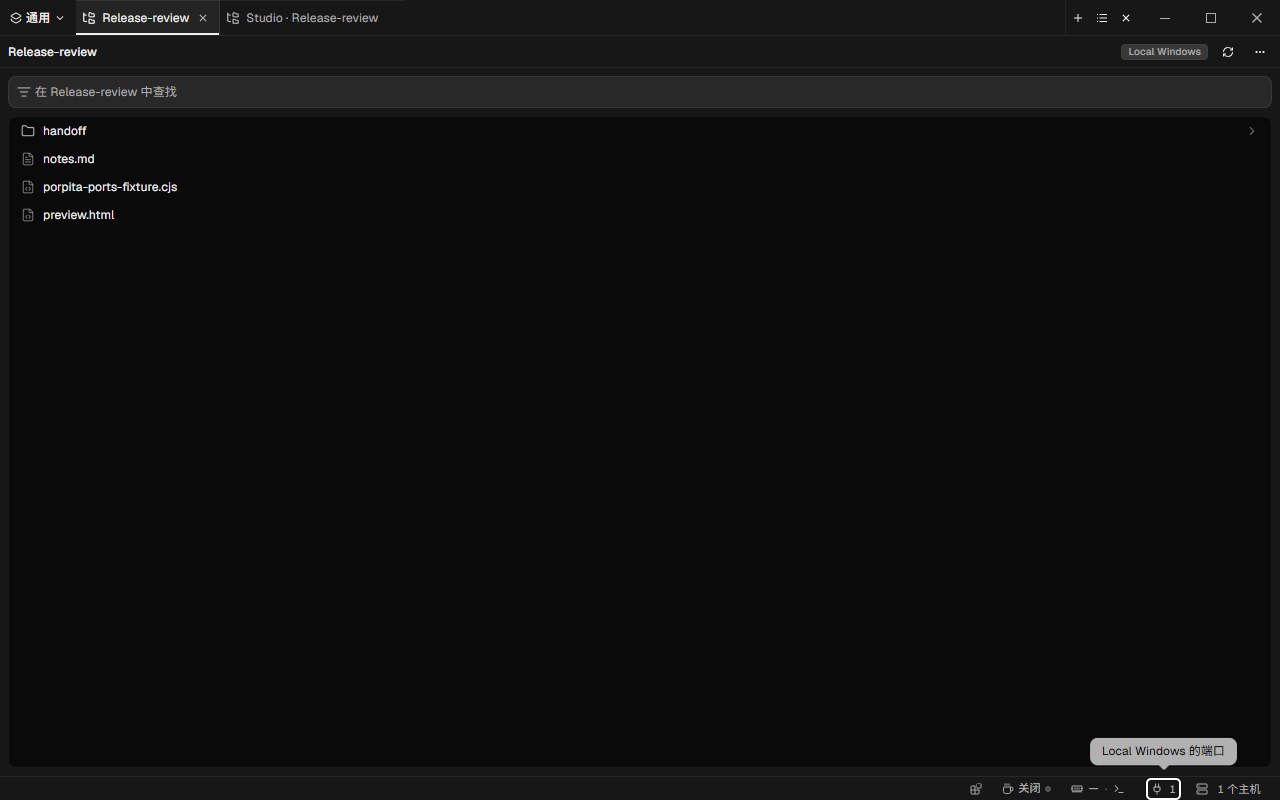 通用
Release-review
Studio · Release-review
Release-review
Local Windows
在 Release-review 中查找
handoff
notes.md
porpita-ports-fixture.cjs
preview.html
Local Windows 的端口
关闭
1
1 个主机